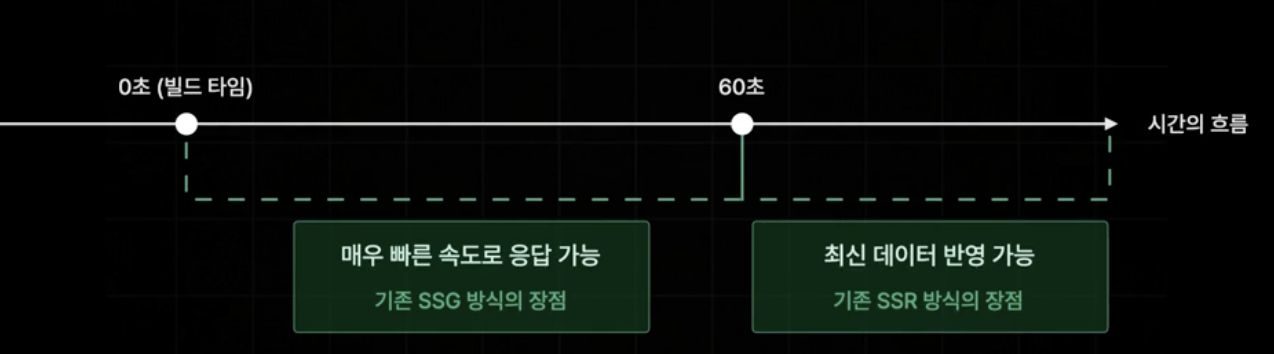 0초 (빌드 타임)
60초
시간의 흐름
매우 빠른 속도로 응답 가능
기존 SSG 방식의 장점
최신 데이터 반영 가능
기존 SSR 방식의 장점